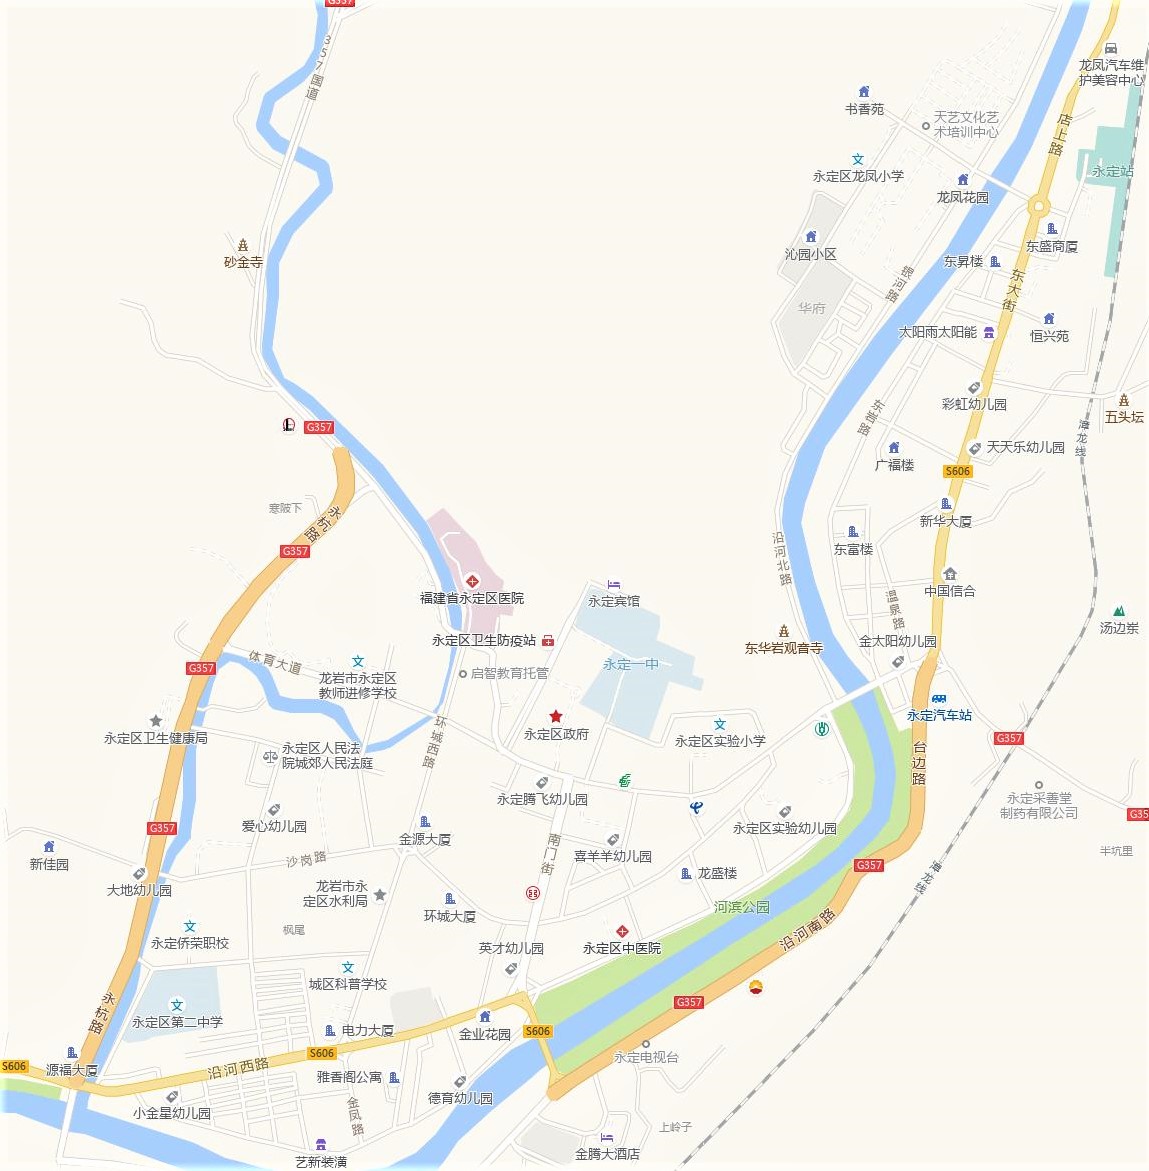 G357
357国道
龙凤汽车维
护美容中心
书香苑
天艺文化艺
术培训中心
店上路
永定区龙凤小学
永定站
龙凤花园
沁园小区
东盛商厦
砂金寺
东昇楼
银河路
东大街
华府
太阳雨太阳能
恒兴苑
彩虹幼儿园
五头坛
东岩路
G357
漳龙线
天天乐幼儿园
广福楼
S606
寒陂下
永杭路
新华大厦
东富楼
G357
沿河北路
中国信合
福建省永定区医院
永定宾馆
温泉路
汤边崇
永定区卫生防疫站
金太阳幼儿园
东华岩观音寺
体育大道
永定一中
G357
启智教育托管
龙岩市永定区
教师进修学校
永定汽车站
永定区卫生健康局
永定区政府
永定区实验小学
G357
环城西路
永定区人民法
院城郊人民法庭
台边路
永定腾飞幼儿园
永定采善堂
制药有限公司
G35
爱心幼儿园
G357
永定区实验幼儿园
金源大厦
南门街
喜羊羊幼儿园
半坑里
新佳园
沙岗路
G357
龙盛楼
漳龙线
大地幼儿园
龙岩市永
定区水利局
环城大厦
河滨公园
枫尾
沿河南路
永定侨荣职校
英才幼儿园
永定区中医院
城区科普学校
G357
永杭路
永定区第二中学
电力大厦
金业花园
S606
S606
永定电视台
S606
源福大厦
沿河西路
雅香阁公寓
德育幼儿园
小金星幼儿园
金凤路
上岭子
艺新装潢
金腾大酒店